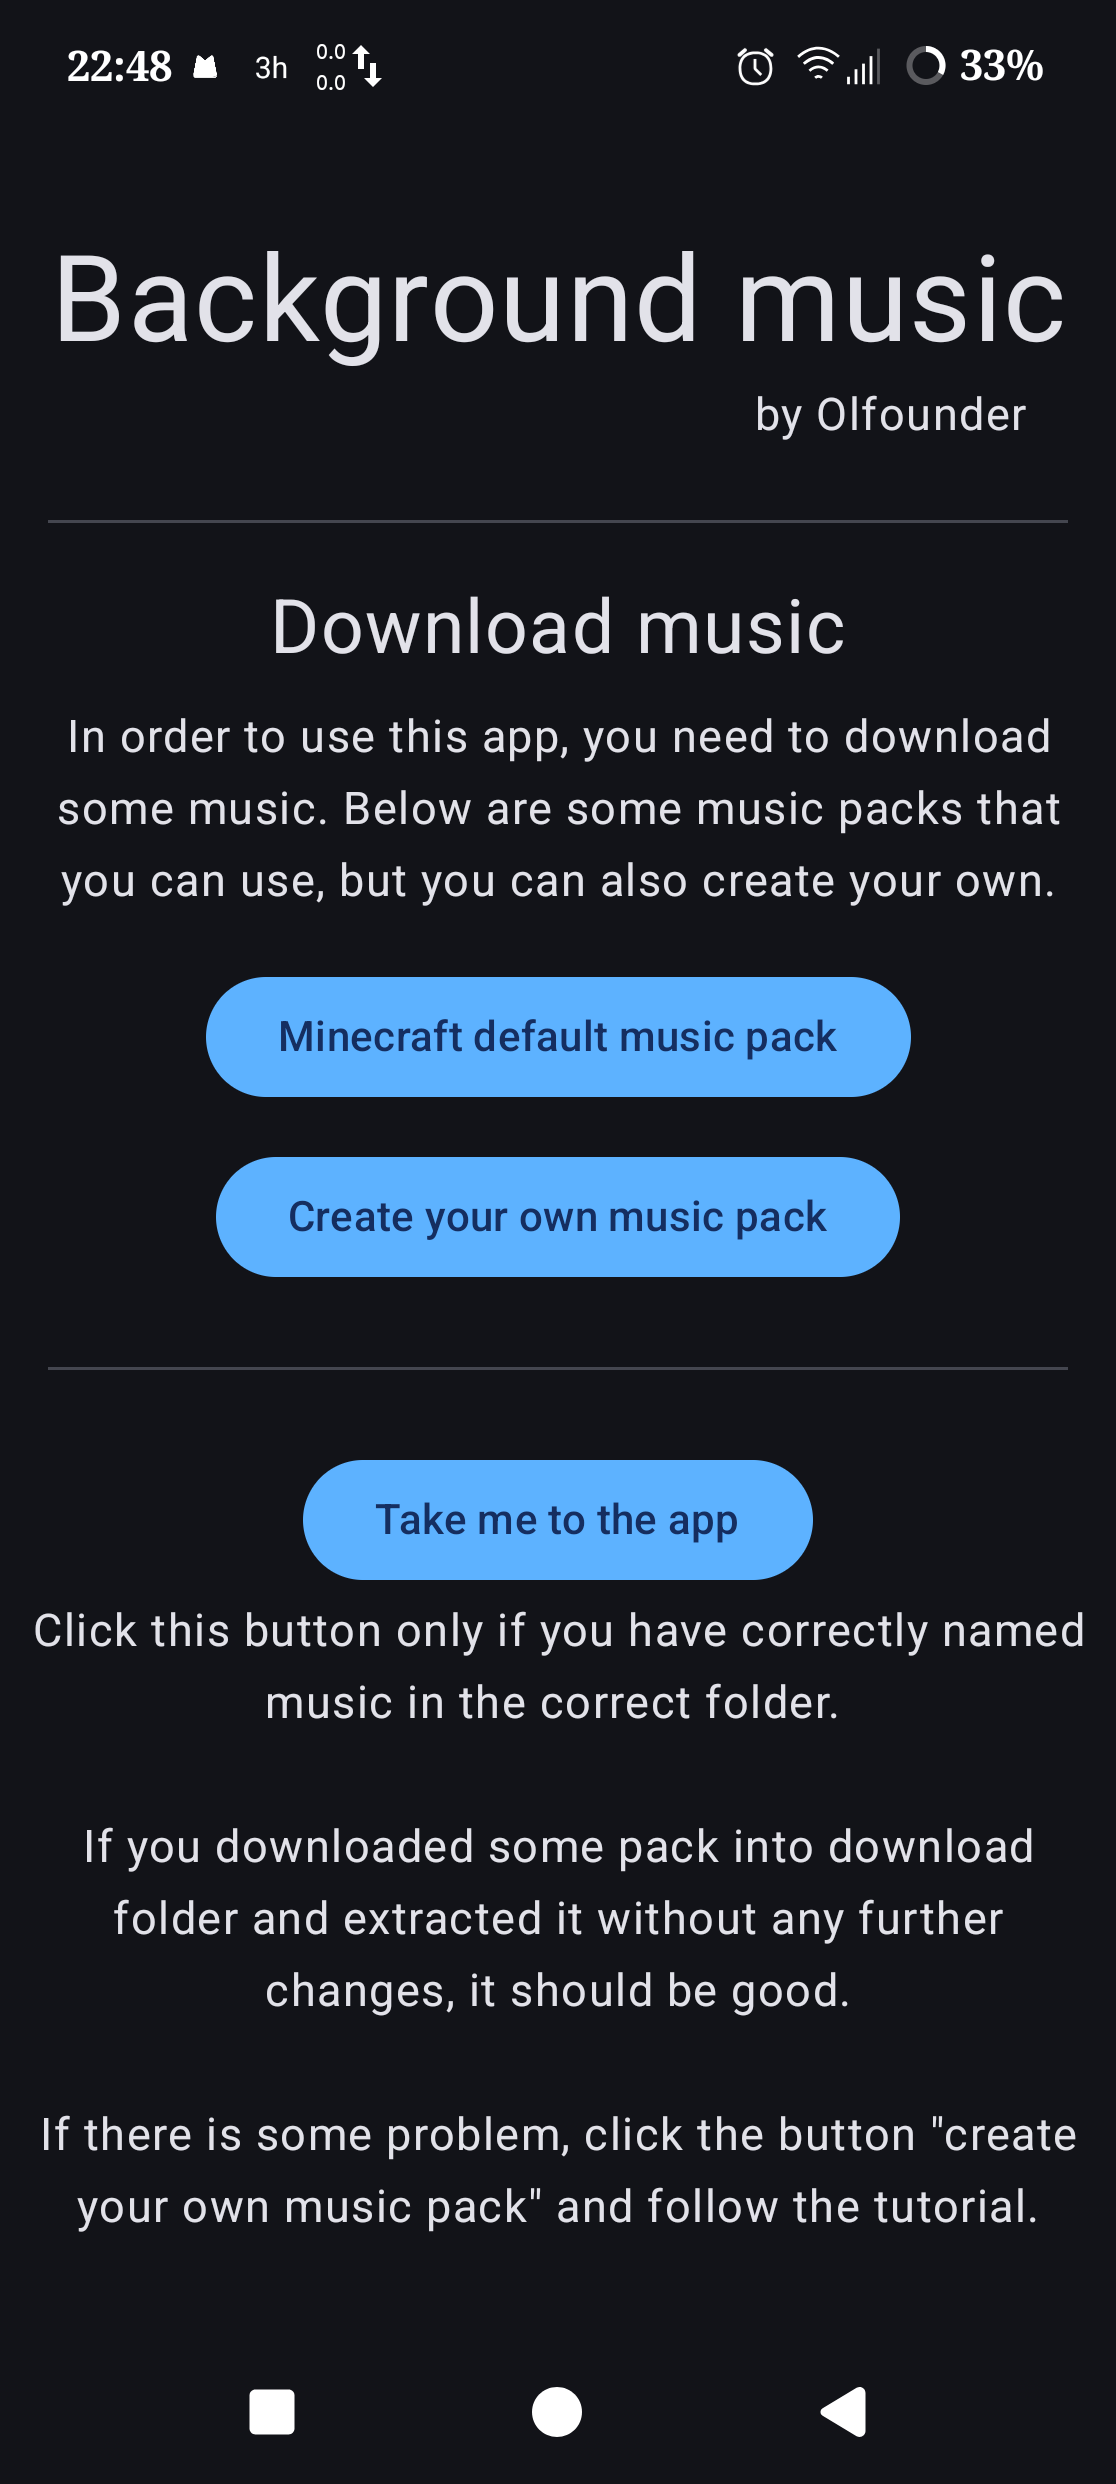 22:48 3h 0.0 0.0 33%
Background music
by Olfounder
Download music
In order to use this app, you need to download
some music. Below are some music packs that
you can use, but you can also create your own.
Minecraft default music pack
Create your own music pack
Take me to the app
Click this button only if you have correctly named
music in the correct folder.
If you downloaded some pack into download
folder and extracted it without any further
changes, it should be good.
If there is some problem, click the button "create
your own music pack" and follow the tutorial.